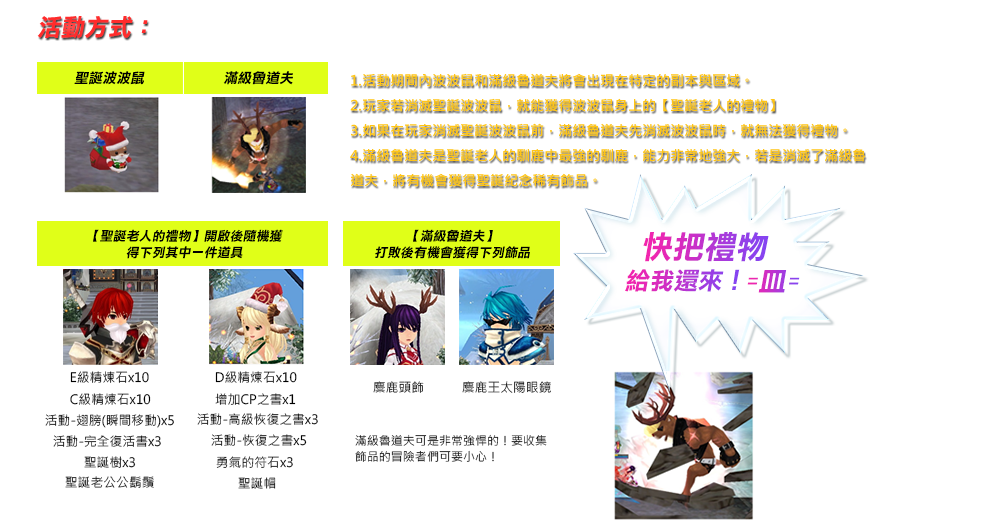 活動方式：
聖誕波波鼠
滿級魯道夫
1.活動期間內波波鼠和滿級魯道夫將會出現在特定的副本與區域。
2.玩家若消滅聖誕波波鼠、就能獲得波波鼠身上的【聖誕老人的禮物】
3.如果在玩家消滅聖誕波波鼠前、滿級魯道夫先消滅波波鼠時、就無法獲得禮物。
4.滿級魯道夫是聖誕老人的馴鹿中最強的馴鹿、能力非常地強大、若是消滅了滿級魯
道夫、將有機會獲得聖誕紀念稀有飾品。
【聖誕老人的禮物】開啟後隨機獲
得下列其中一件道具
E級精煉石x10
C級精煉石x10
活動-翅膀(瞬間移動)x5
活動-完全復活書x3
聖誕樹x3
聖誕老公公鬍鬚
D級精煉石x10
增加CP之書x1
活動-高級恢復之書x3
活動-恢復之書x5
勇氣的符石x3
聖誕帽
【滿級魯道夫】
打敗後有機會獲得下列飾品
麋鹿頭飾
麋鹿王太陽眼鏡
滿級魯道夫可是非常強悍的！要收集
飾品的冒險者們可要小心！
快把禮物
給我還來！=皿=